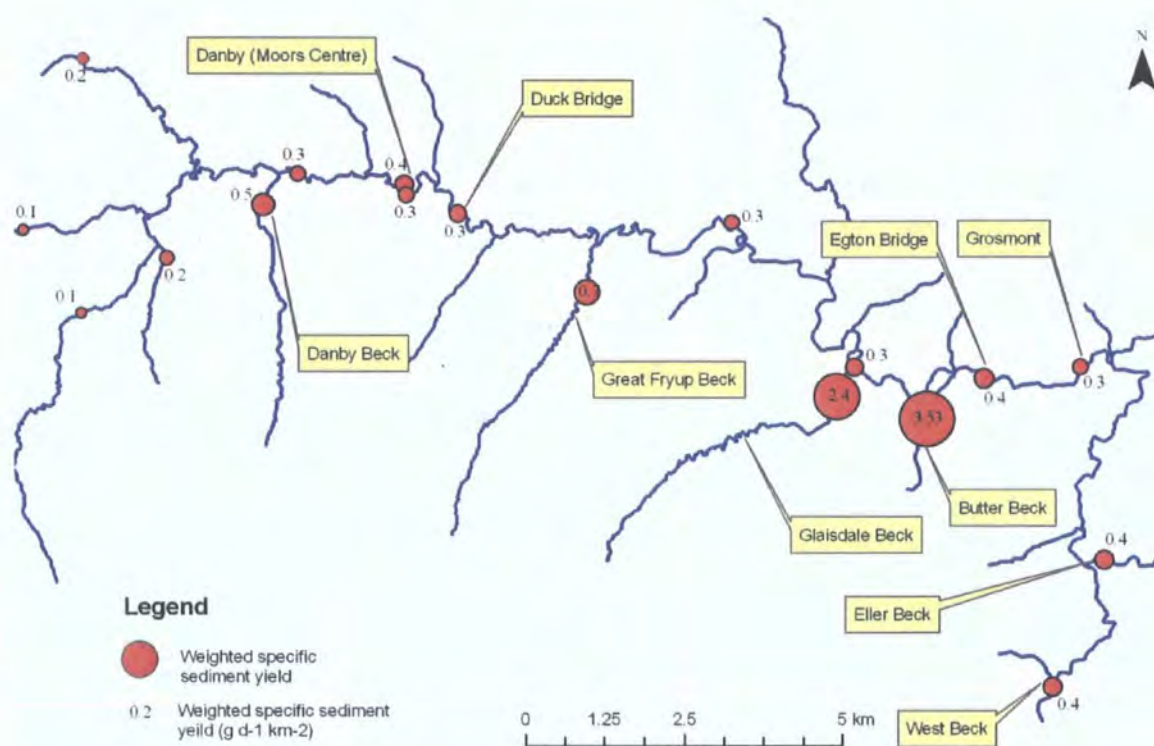 N
0.2
Danby (Moors Centre)
Duck Bridge
0.3
0.4
0.5
0.3
0.3
0.1
0.2
0.1
0.3
Egton Bridge
Grosmont
Danby Beck
Great Fryup Beck
0.3
2.4
3.53
0.4
0.3
Glaisdale Beck
Butter Beck
0.4
Eller Beck
0.4
West Beck
Legend
Weighted specific
sediment yield
0.2
Weighted specific sediment
yeild (g d-1 km-2)
0 1.25 2.5 5 km